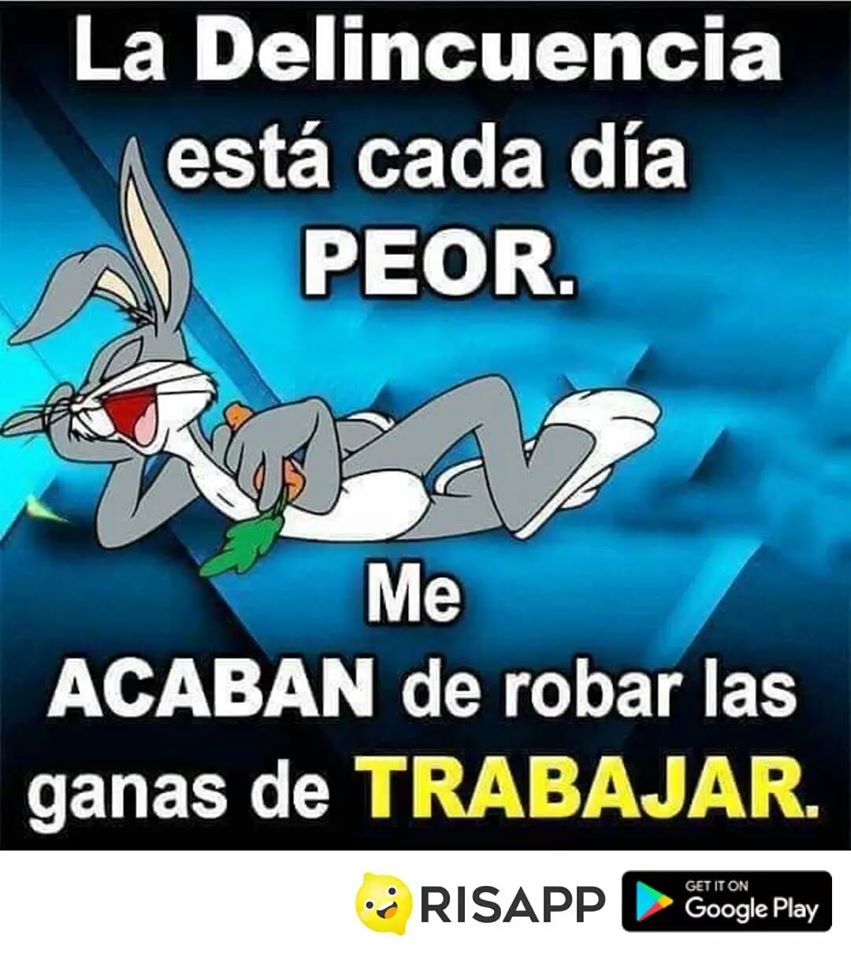 La Delincuencia
está cada día
PEOR.
Me
ACABAN de robar las
ganas de TRABAJAR.
RISAPP
GET IT ON
Google Play